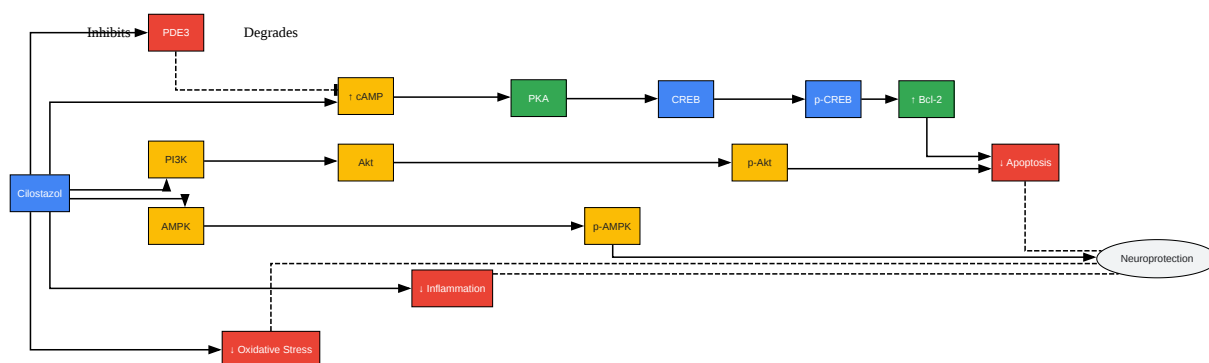 Inhibits
PDE3
Degrades
↑ cAMP
PKA
CREB
p-CREB
↑ Bcl-2
PI3K
Akt
p-Akt
↓ Apoptosis
Cilostazol
AMPK
p-AMPK
Neuroprotection
↓ Inflammation
↓ Oxidative Stress